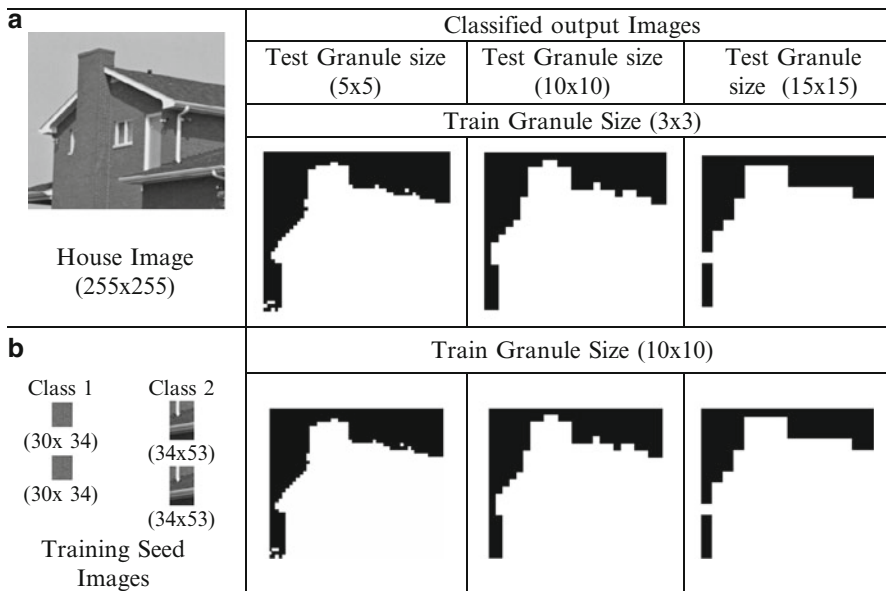 a
Classified output Images
Test Granule size
(5x5)
Test Granule size
(10x10)
Test Granule
size (15x15)
Train Granule Size (3x3)
House Image
(255x255)
b
Train Granule Size (10x10)
Class 1
Class 2
(30x 34)
(34x53)
(30x 34)
(34x53)
Training Seed
Images